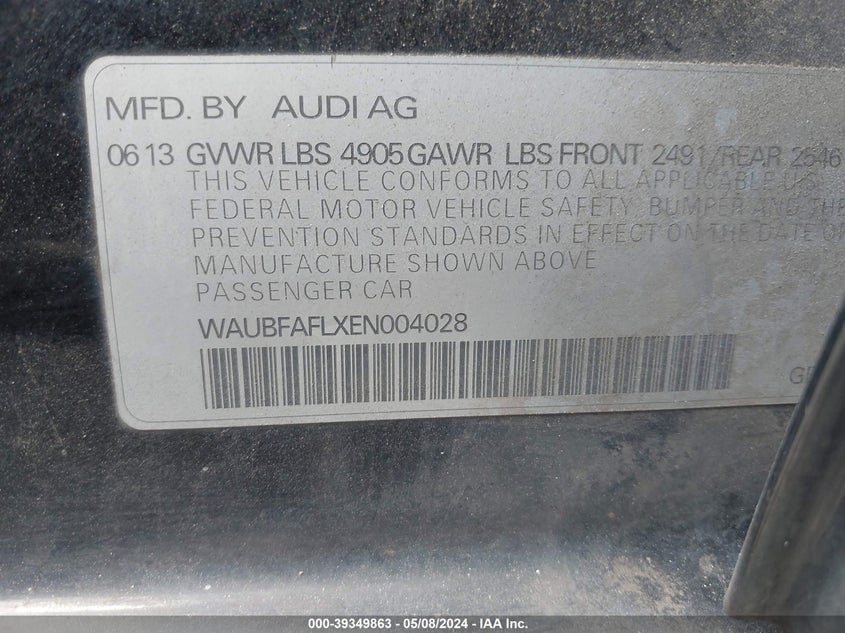 MFD. BY AUDI AG
06 13 GVWR LBS 4905 GAWR LBS FRONT 2491/REAR 2546
THIS VEHICLE CONFORMS TO ALL APPLICABLE U.S.
FEDERAL MOTOR VEHICLE SAFETY, BUMPER AND THE
PREVENTION STANDARDS IN EFFECT ON THE DATE OF
MANUFACTURE SHOWN ABOVE
PASSENGER CAR
WAUBFAFLXEN004028
000-39349863 - 05/08/2024 - IAA Inc.